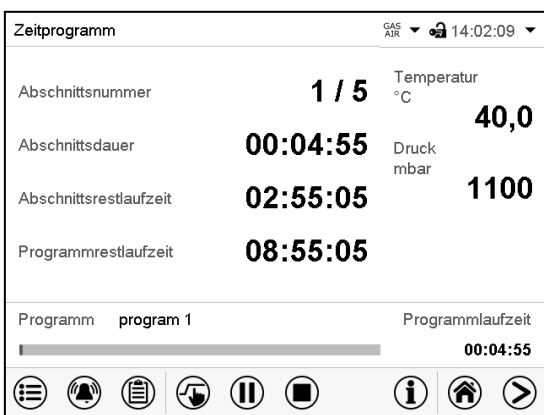 Zeitprogramm
GAS
AIR
14:02:09
Abschnittsnummer 1 / 5
Abschnittsdauer 00:04:55
Abschnittsrestlaufzeit 02:55:05
Programmrestlaufzeit 08:55:05
Temperatur
°C
40,0
Druck
mbar
1100
Programm program 1
Programmlaufzeit
00:04:55